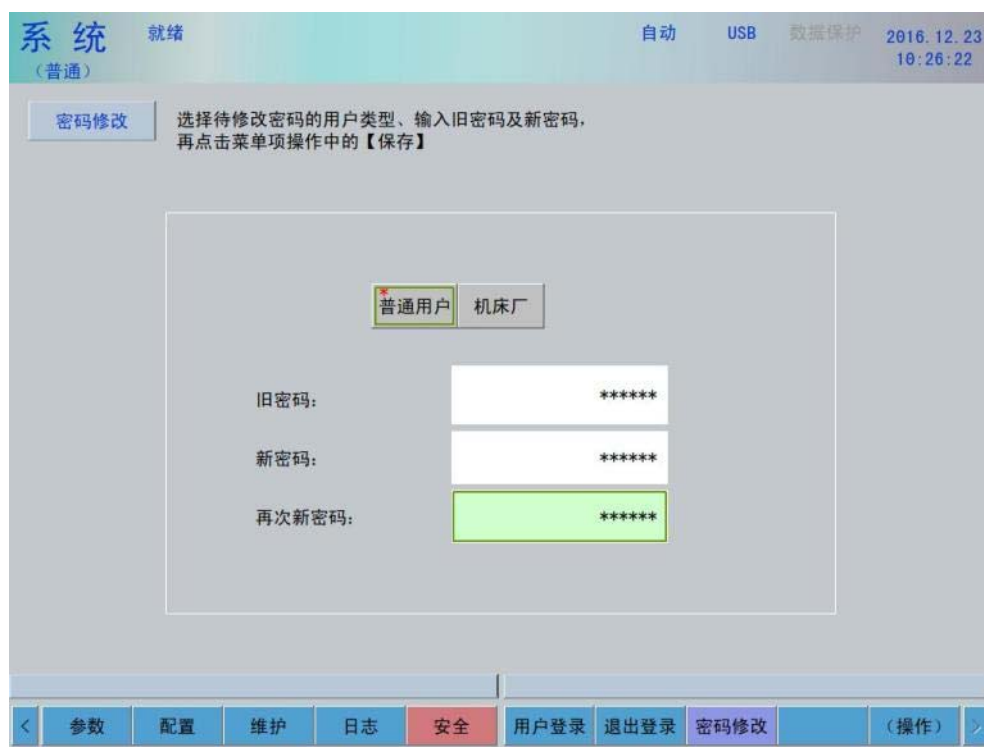 系 统 就绪 自动 USB 数据保护 2016.12.23
（普通） 10:26:22
密码修改 选择待修改密码的用户类型、输入旧密码及新密码，
再点击菜单项操作中的【保存】
*
普通用户 机床厂
旧密码： ******
新密码： ******
再次新密码： ******
< 参数 配置 维护 日志 安全 用户登录 退出登录 密码修改 （操作） >